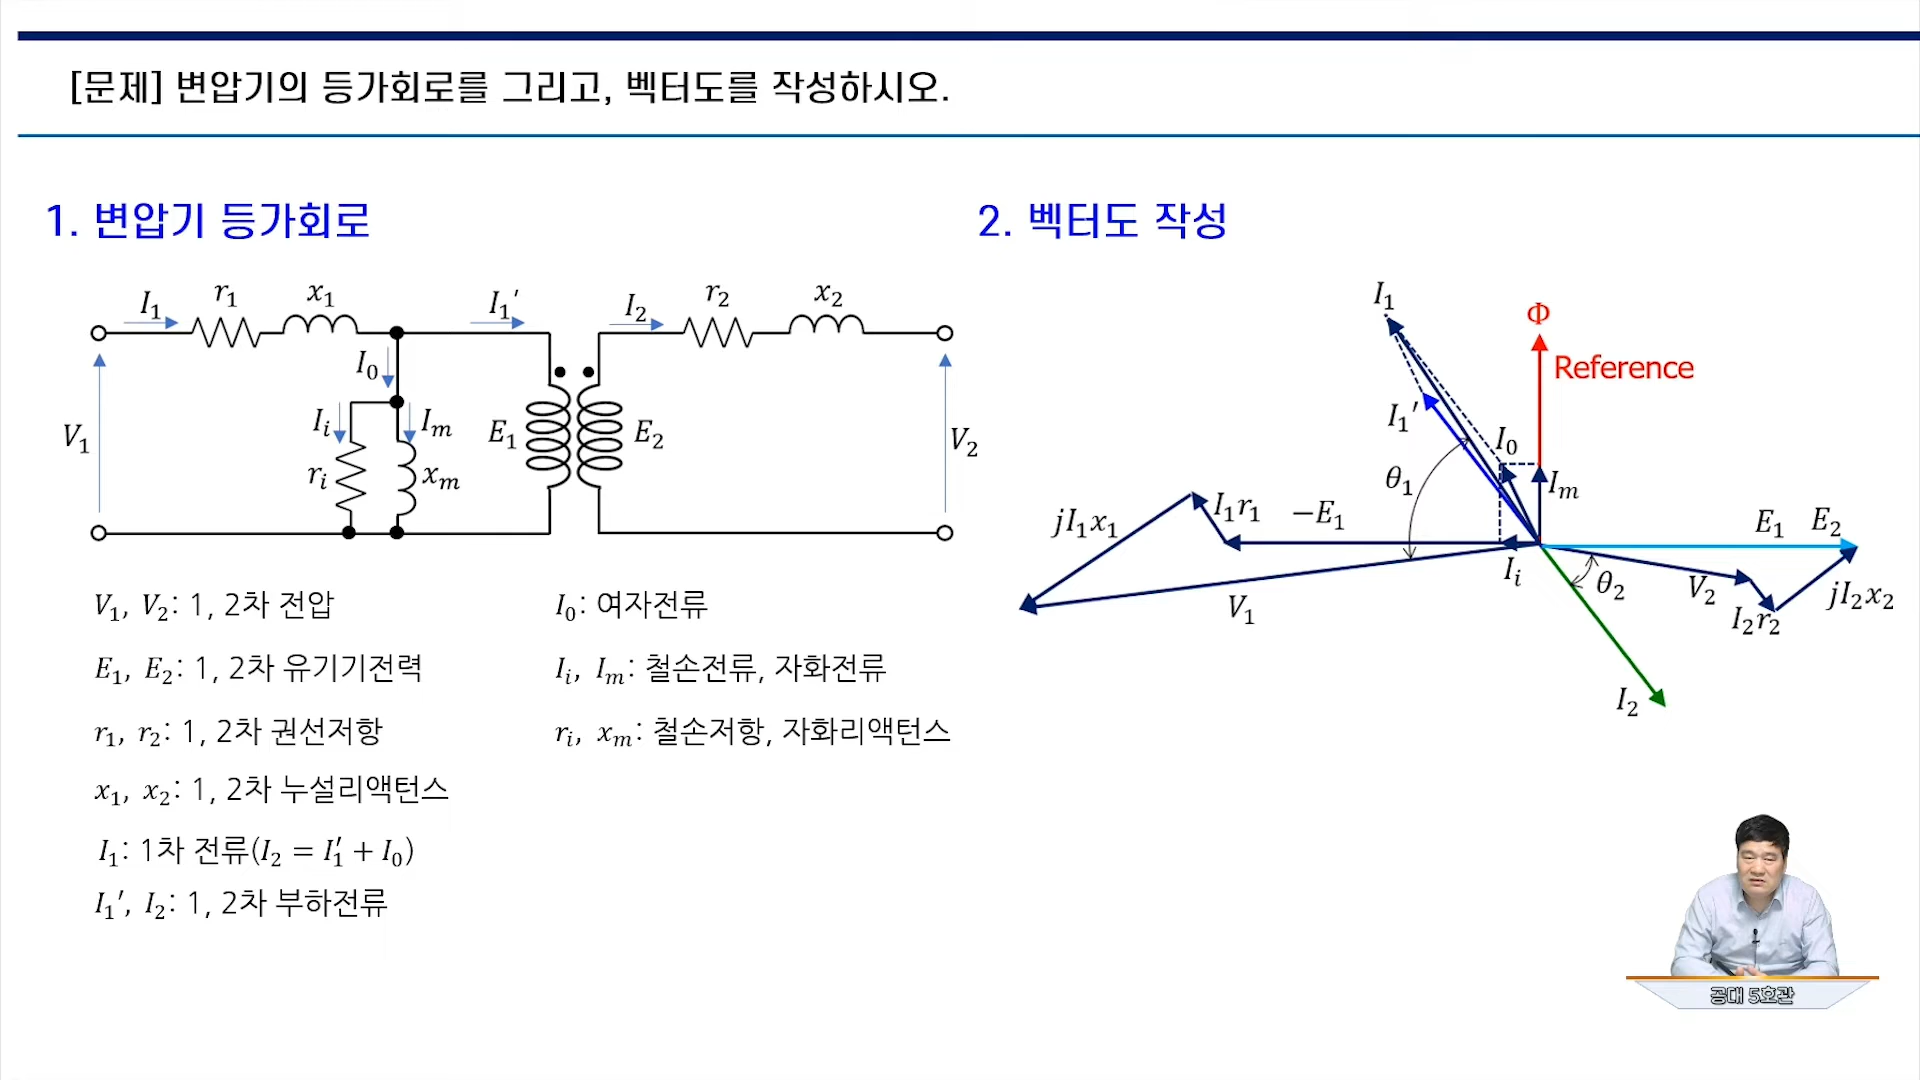 [문제] 변압기의 등가회로를 그리고, 벡터도를 작성하시오.
1. 변압기 등가회로
I₁ r₁ x₁ I₁′ I₂ r₂ x₂
I₀
Iᵢ Iₘ
V₁ E₁ E₂ V₂
rᵢ xₘ
V₁, V₂: 1, 2차 전압
E₁, E₂: 1, 2차 유기기전력
r₁, r₂: 1, 2차 권선저항
x₁, x₂: 1, 2차 누설리액턴스
I₁: 1차 전류(I₂ = I₁′ + I₀)
I₁′, I₂: 1, 2차 부하전류
I₀: 여자전류
Iᵢ, Iₘ: 철손전류, 자화전류
rᵢ, xₘ: 철손저항, 자화리액턴스
2. 벡터도 작성
I₁
Φ
Reference
I₁′
I₀
θ₁
Iₘ
jI₁x₁ I₁r₁ −E₁
E₁ E₂
Iᵢ
θ₂
V₂
jI₂x₂
V₁
I₂r₂
I₂
공대 5호관